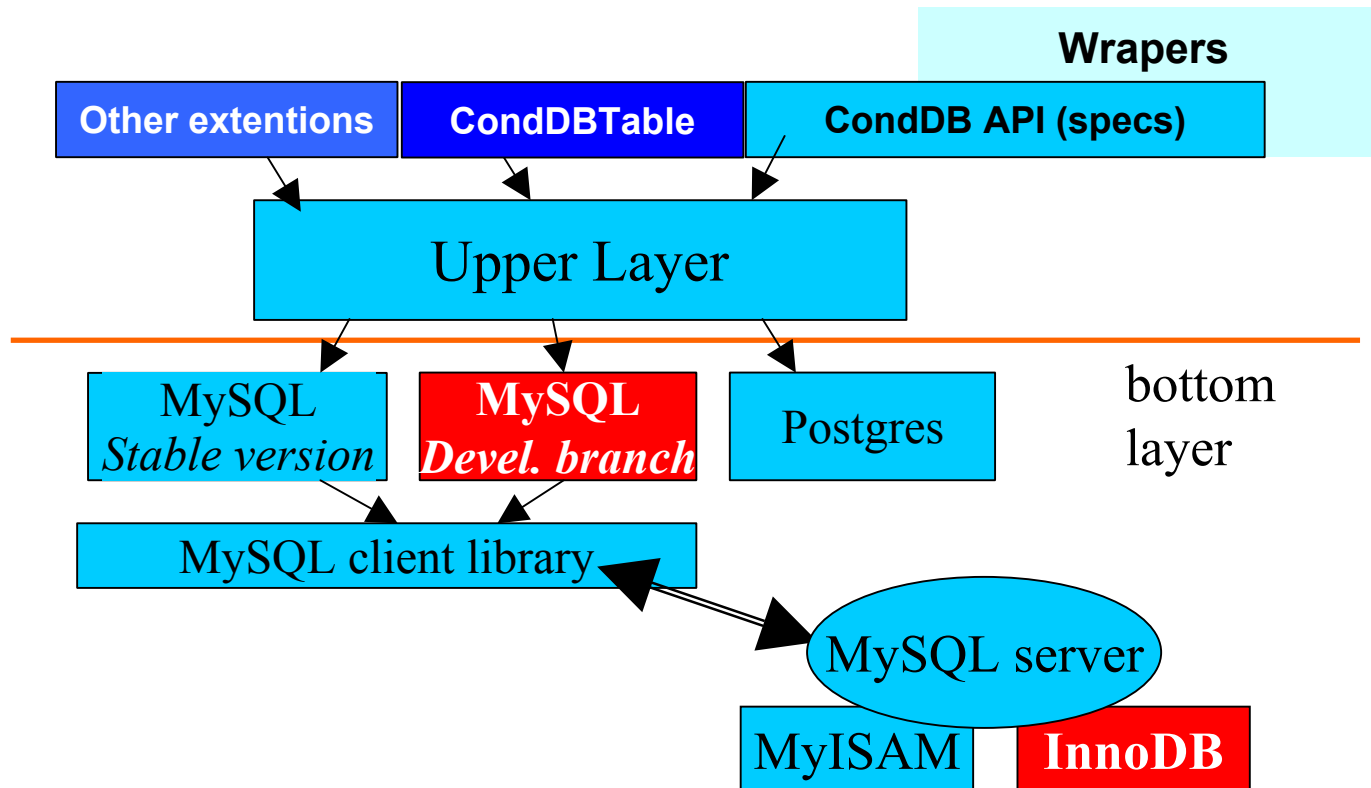 Wrapers
Other extentions
CondDBTable
CondDB API (specs)
Upper Layer
MySQL
Stable version
MySQL
Devel. branch
Postgres
bottom
layer
MySQL client library
MySQL server
MyISAM
InnoDB